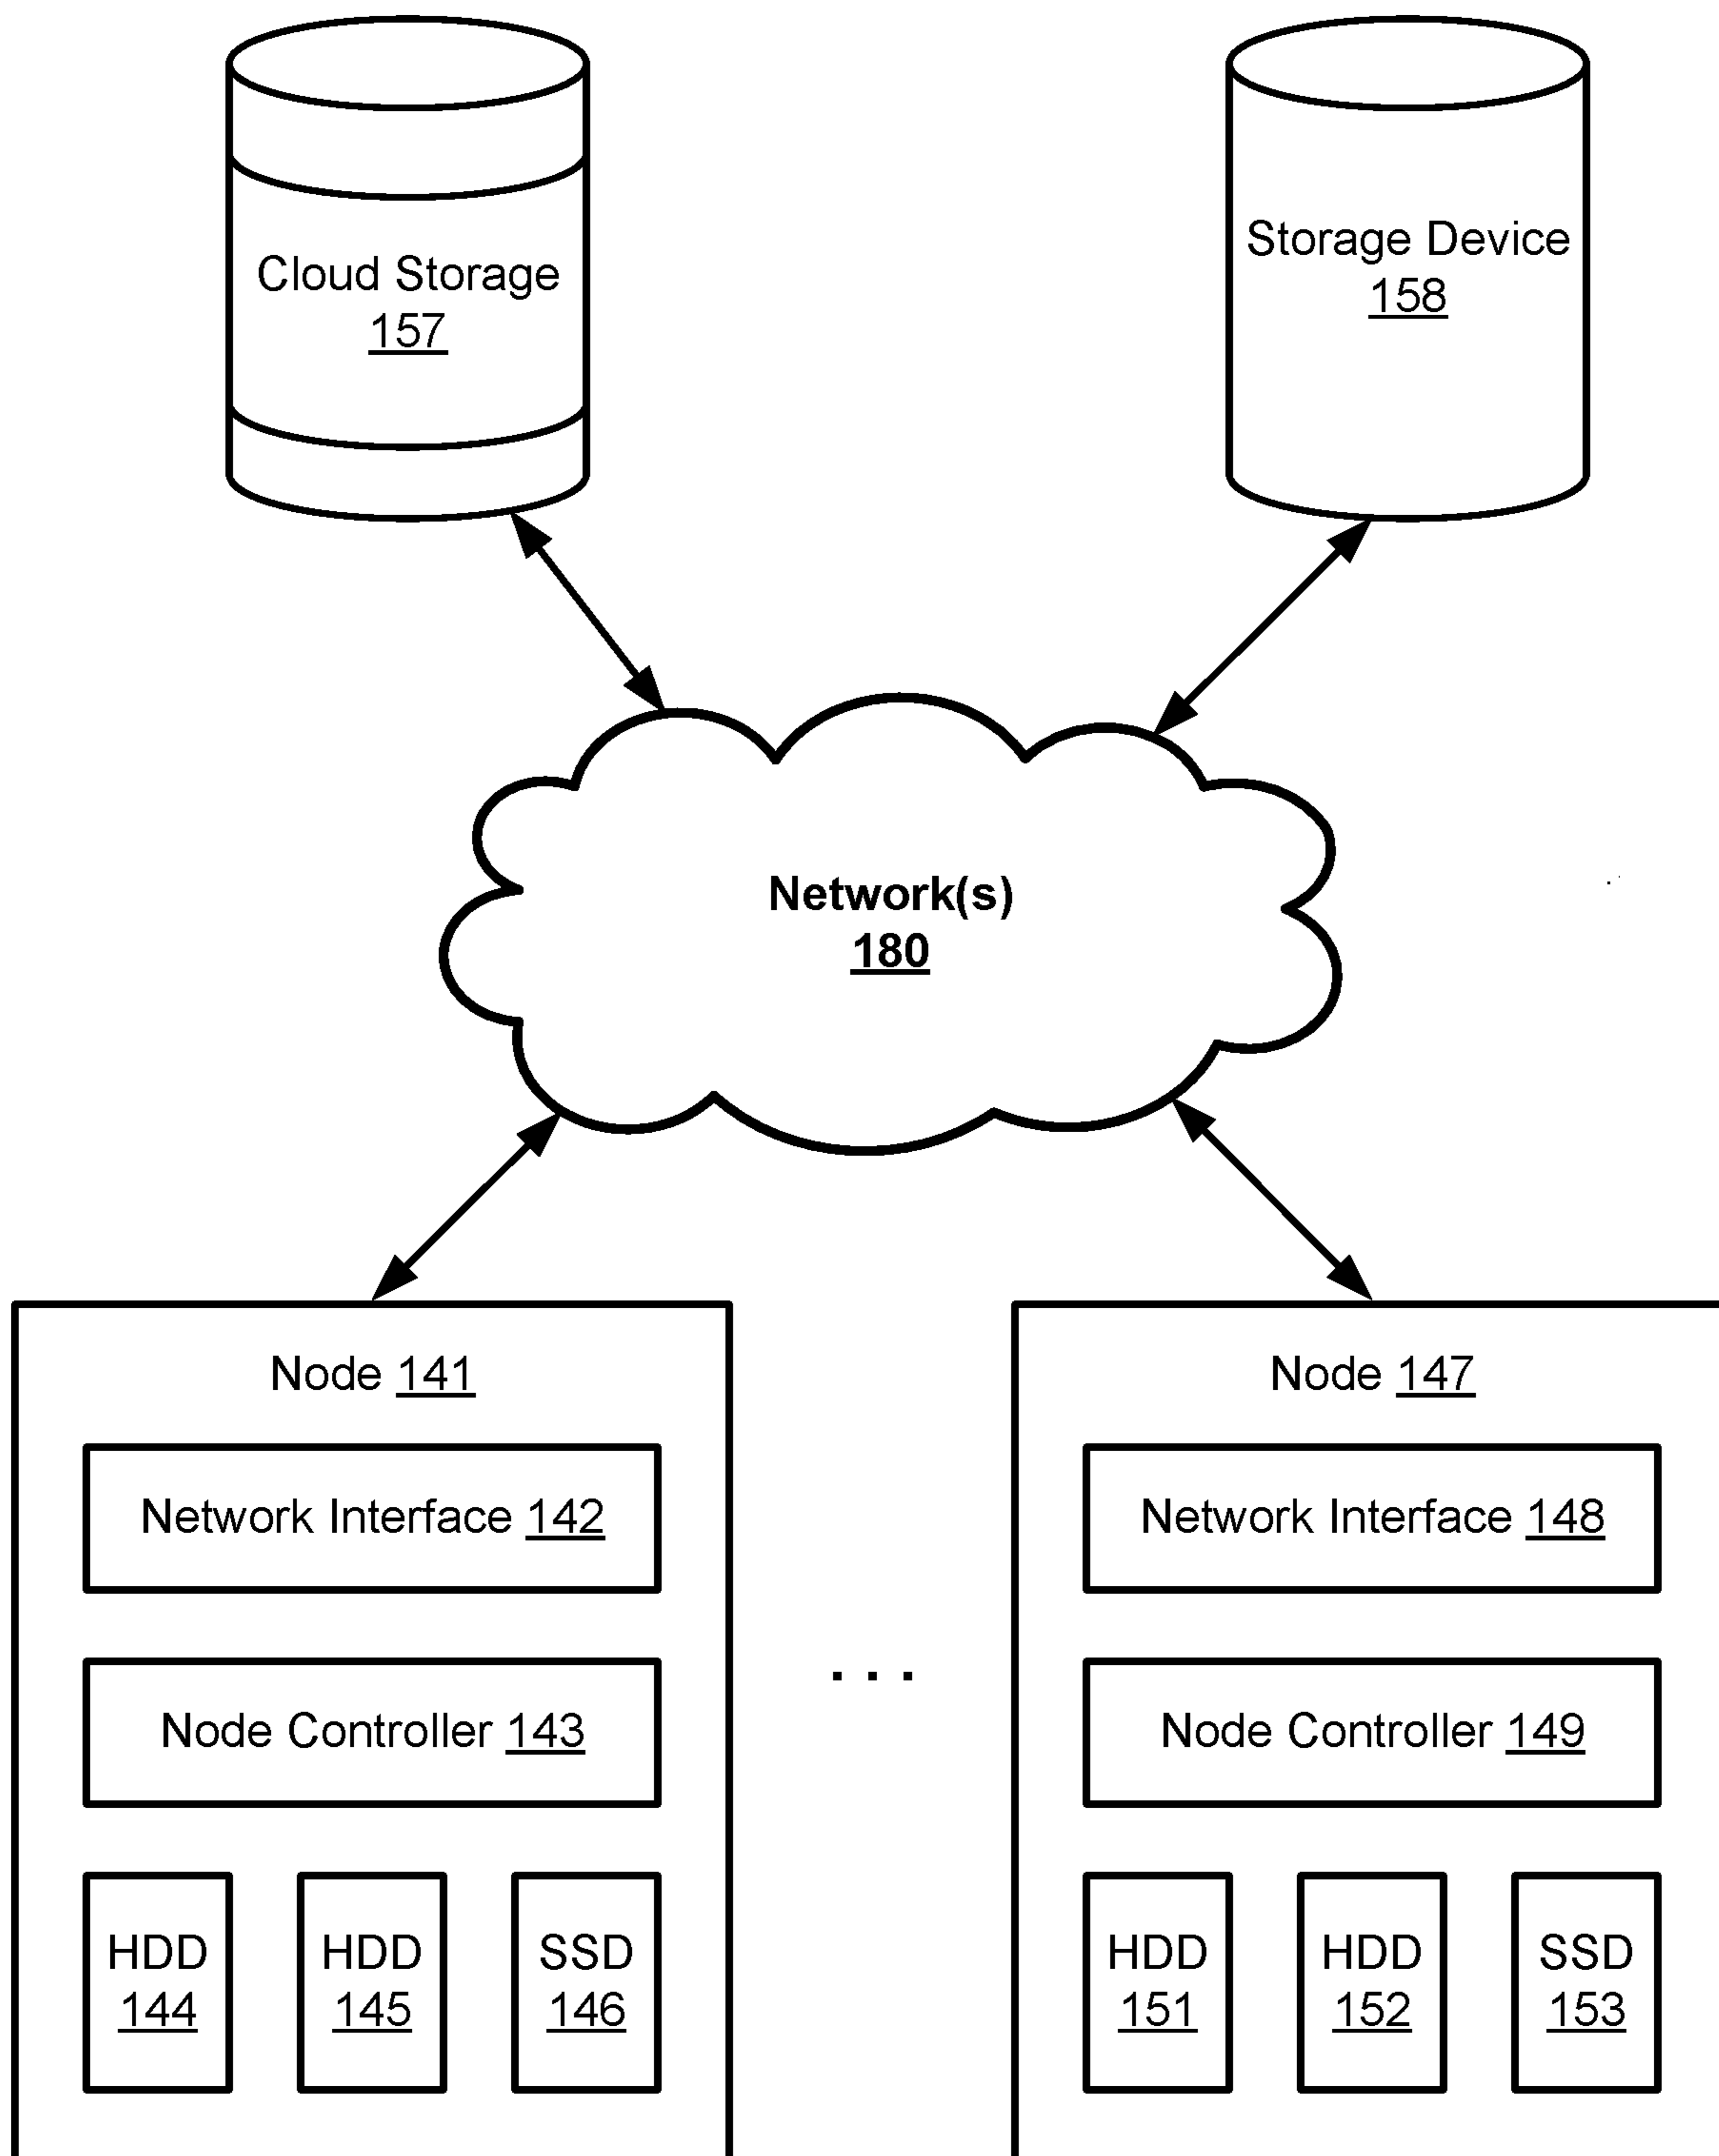 Cloud Storage
157
Storage Device
158
Network(s)
180
Node 141
Network Interface 142
Node Controller 143
HDD
144
HDD
145
SSD
146
. . .
Node 147
Network Interface 148
Node Controller 149
HDD
151
HDD
152
SSD
153